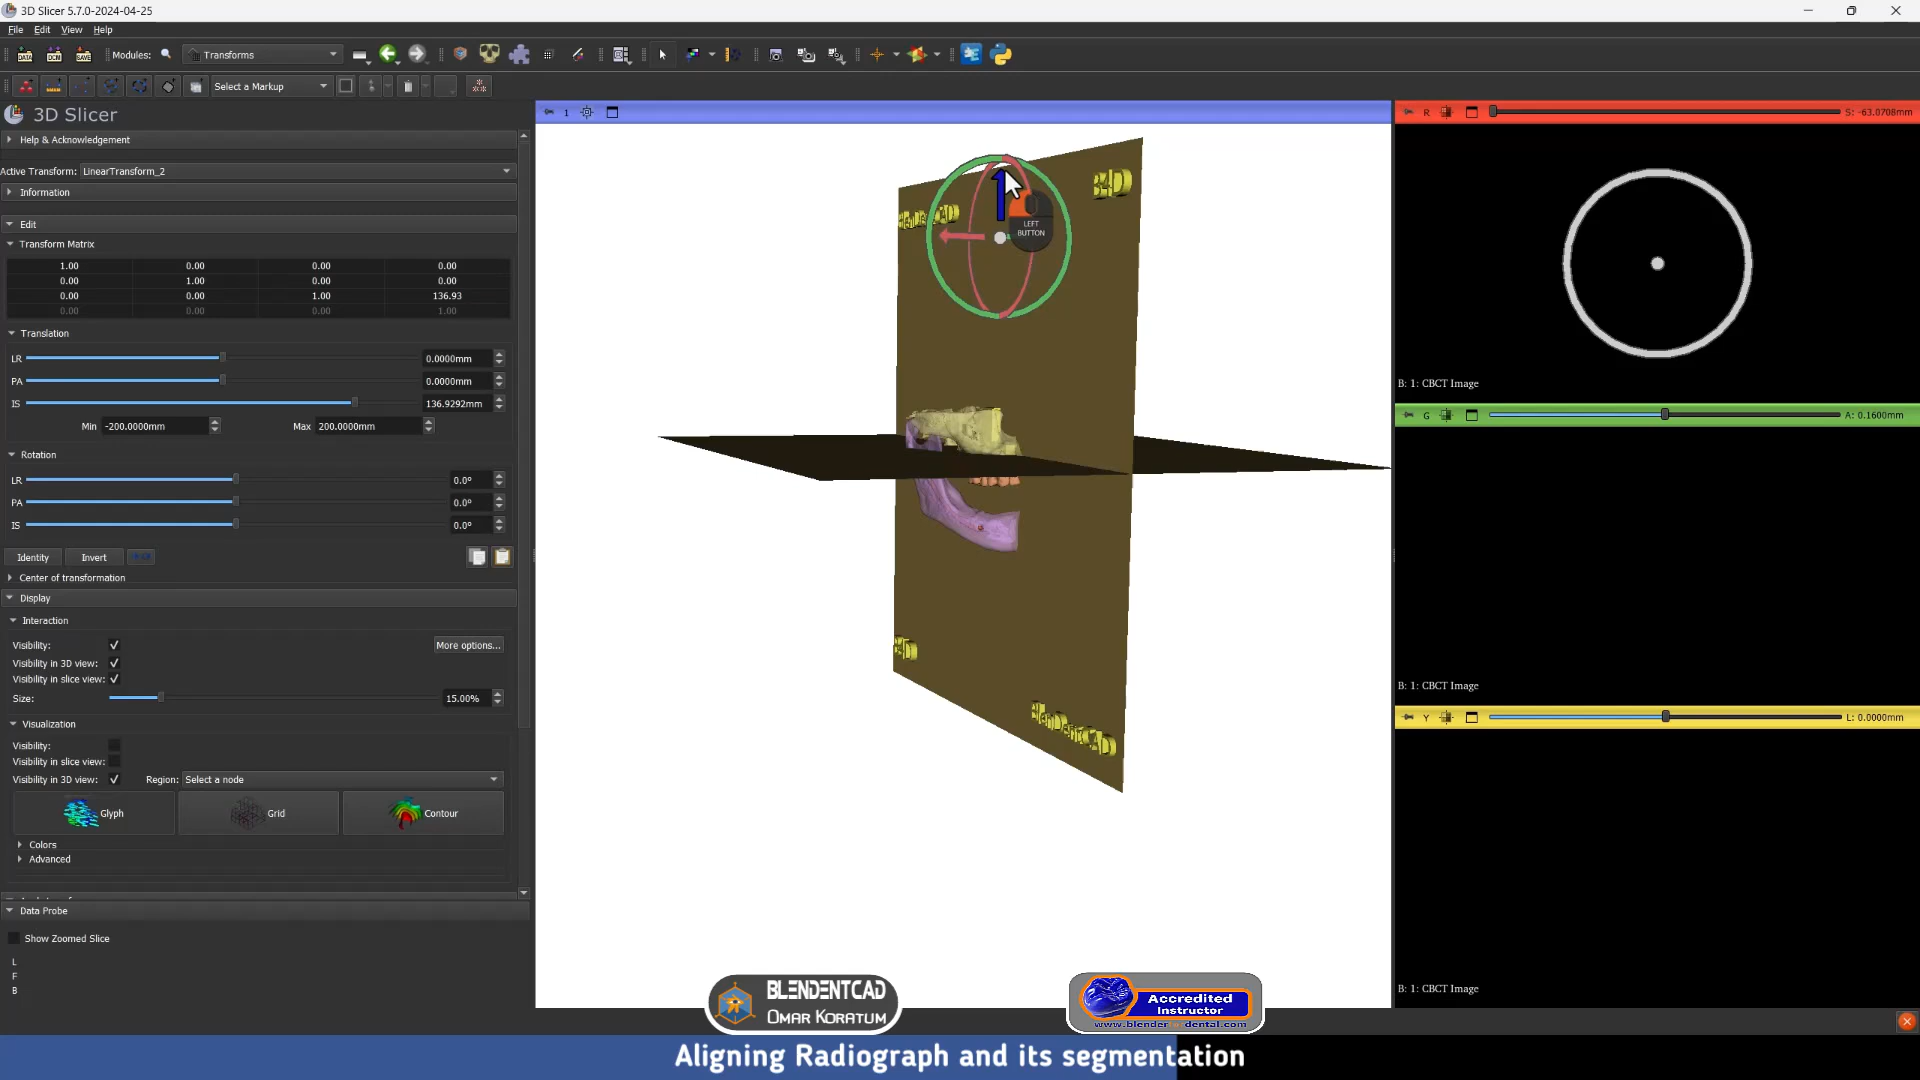 3D Slicer 5.7.0-2024-04-25
File Edit View Help
DATA DCM SAVE Modules: Transforms
Select a Markup
3D Slicer
Help & Acknowledgement
Active Transform: LinearTransform_2
Information
Edit
Transform Matrix
1.00 0.00 0.00 0.00
0.00 1.00 0.00 0.00
0.00 0.00 1.00 136.93
0.00 0.00 0.00 1.00
Translation
LR 0.0000mm
PA 0.0000mm
IS 136.9292mm
Min -200.0000mm Max 200.0000mm
Rotation
LR 0.0°
PA 0.0°
IS 0.0°
Identity Invert
Center of transformation
Display
Interaction
Visibility: More options...
Visibility in 3D view:
Visibility in slice view:
Size: 15.00%
Visualization
Visibility:
Visibility in slice view:
Visibility in 3D view: Region: Select a node
Glyph Grid Contour
Colors
Advanced
Data Probe
Show Zoomed Slice
L
F
B
1
LEFT
BUTTON
BlenDentCAD
R S: -63.0708mm
B: 1: CBCT Image
G A: 0.1600mm
B: 1: CBCT Image
Y L: 0.0000mm
B: 1: CBCT Image
BLENDENTCAD
OMAR KORATUM
Accredited
Instructor
Aligning Radiograph and its segmentation